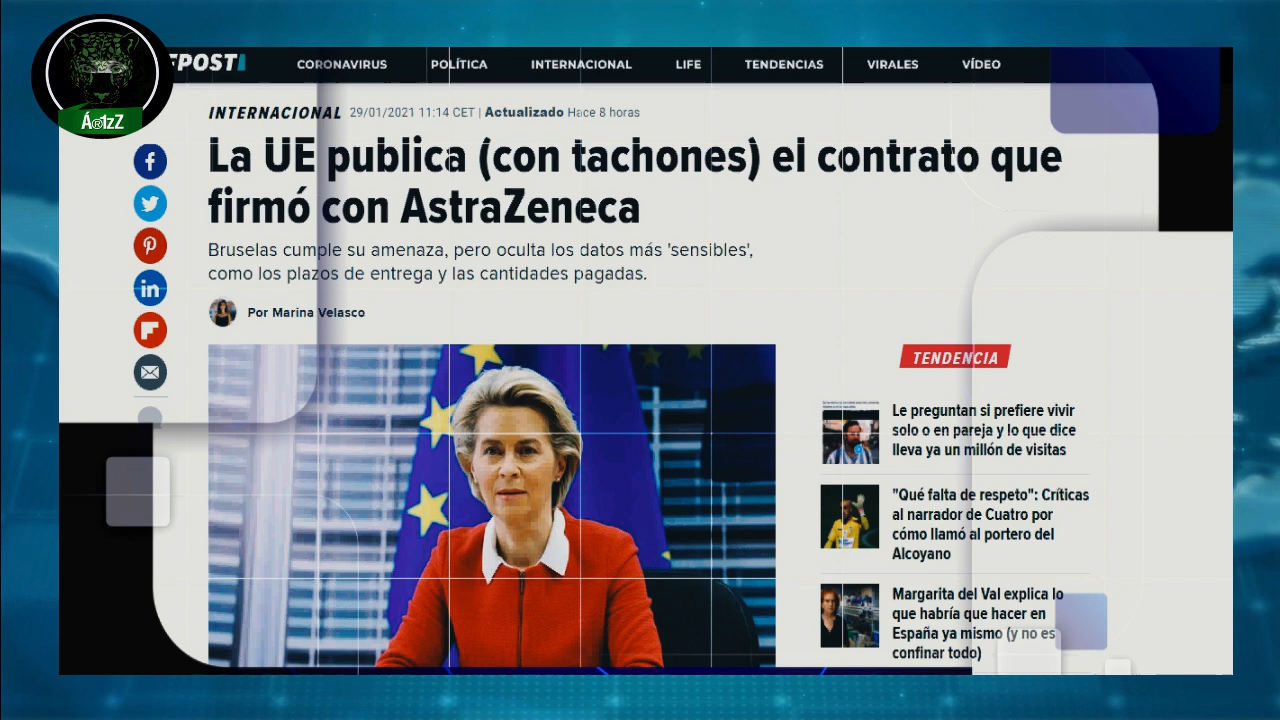 Á®1zZ
FPOST
CORONAVIRUS POLÍTICA INTERNACIONAL LIFE TENDENCIAS VIRALES VÍDEO
INTERNACIONAL 29/01/2021 11:14 CET | Actualizado Hace 8 horas
La UE publica (con tachones) el contrato que
firmó con AstraZeneca
Bruselas cumple su amenaza, pero oculta los datos más 'sensibles',
como los plazos de entrega y las cantidades pagadas.
Por Marina Velasco
TENDENCIA
Le preguntan si prefiere vivir
solo o en pareja y lo que dice
lleva ya un millón de visitas
"Qué falta de respeto": Críticas
al narrador de Cuatro por
cómo llamó al portero del
Alcoyano
Margarita del Val explica lo
que habría que hacer en
España ya mismo (y no es
confinar todo)